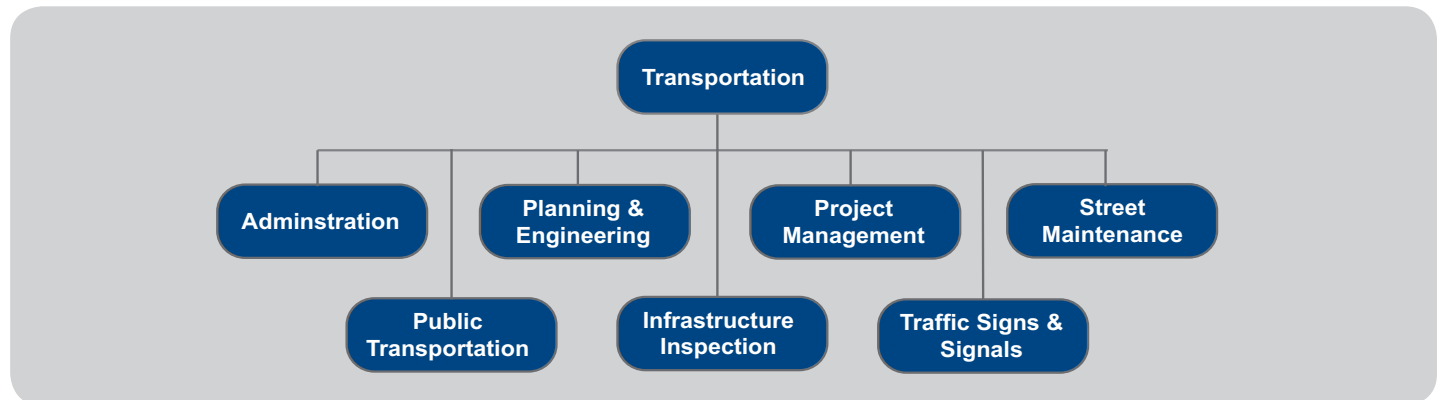 Transportation
Adminstration
Planning &
Engineering
Project
Management
Street
Maintenance
Public
Transportation
Infrastructure
Inspection
Traffic Signs &
Signals